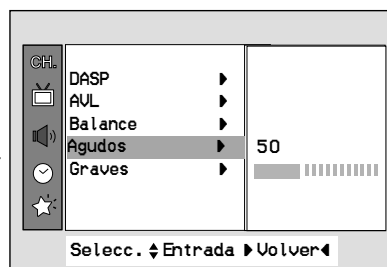 CH.
DASP ▶
AVL ▶
Balance ▶
Agudos ▶ 50
Graves ▶
Selecc. ▲▼ Entrada ▶ Volver ◀